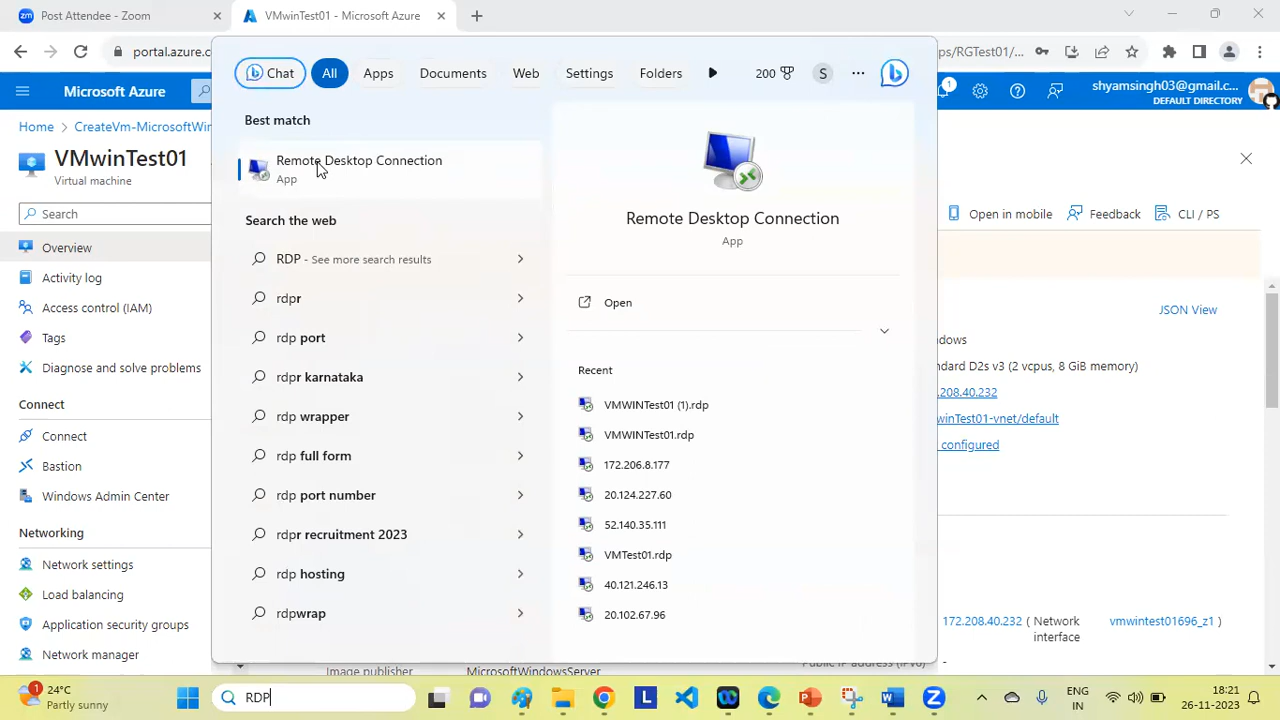 Post Attendee - Zoom
VMwinTest01 - Microsoft Azure
portal.azure.c
ps/RGTest01/...
Microsoft Azure
1
shyamsingh03@gmail.c...
DEFAULT DIRECTORY
Home > CreateVm-MicrosoftWin
VMwinTest01
Virtual machine
Search
Overview
Activity log
Access control (IAM)
Tags
Diagnose and solve problems
Connect
Connect
Bastion
Windows Admin Center
Networking
Network settings
Load balancing
Application security groups
Network manager
Chat
All
Apps
Documents
Web
Settings
Folders
200
S
Best match
Remote Desktop Connection
App
Search the web
RDP - See more search results
rdpr
rdp port
rdpr karnataka
rdp wrapper
rdp full form
rdp port number
rdpr recruitment 2023
rdp hosting
rdpwrap
Remote Desktop Connection
App
Open
Recent
VMWINTest01 (1).rdp
VMWINTest01.rdp
172.206.8.177
20.124.227.60
52.140.35.111
VMTest01.rdp
40.121.246.13
20.102.67.96
Open in mobile
Feedback
CLI / PS
JSON View
dows
ndard D2s v3 (2 vcpus, 8 GiB memory)
.208.40.232
winTest01-vnet/default
configured
172.208.40.232 ( Network interface
vmwintest01696_z1 )
Image publisher
MicrosoftWindowsServer
Public IP address (IPv6)
-
1
24°C
Partly sunny
RDP
ENG
IN
18:21
26-11-2023